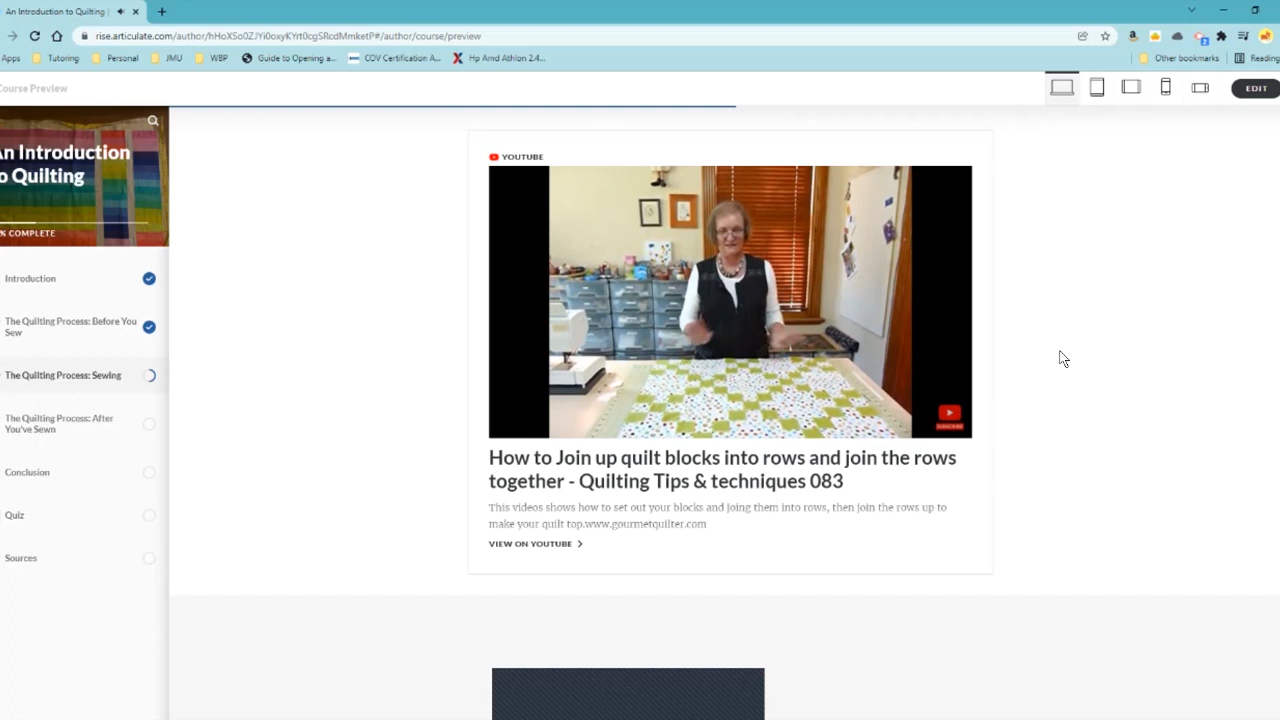 An Introduction to Quilting |
rise.articulate.com/author/hHoXSo0ZJYi0oxyKYrt0cgSRcdMmketP#/author/course/preview
Apps Tutoring Personal JMU WBP Guide to Opening a... COV Certification A... Hp Amd Athlon 2.4... Other bookmarks Reading
Course Preview
EDIT
An Introduction
to Quilting
% COMPLETE
Introduction
The Quilting Process: Before You
Sew
The Quilting Process: Sewing
The Quilting Process: After
You've Sewn
Conclusion
Quiz
Sources
YOUTUBE
SUBSCRIBE
How to Join up quilt blocks into rows and join the rows
together - Quilting Tips & techniques 083
This videos shows how to set out your blocks and joing them into rows, then join the rows up to
make your quilt top.www.gourmetquilter.com
VIEW ON YOUTUBE